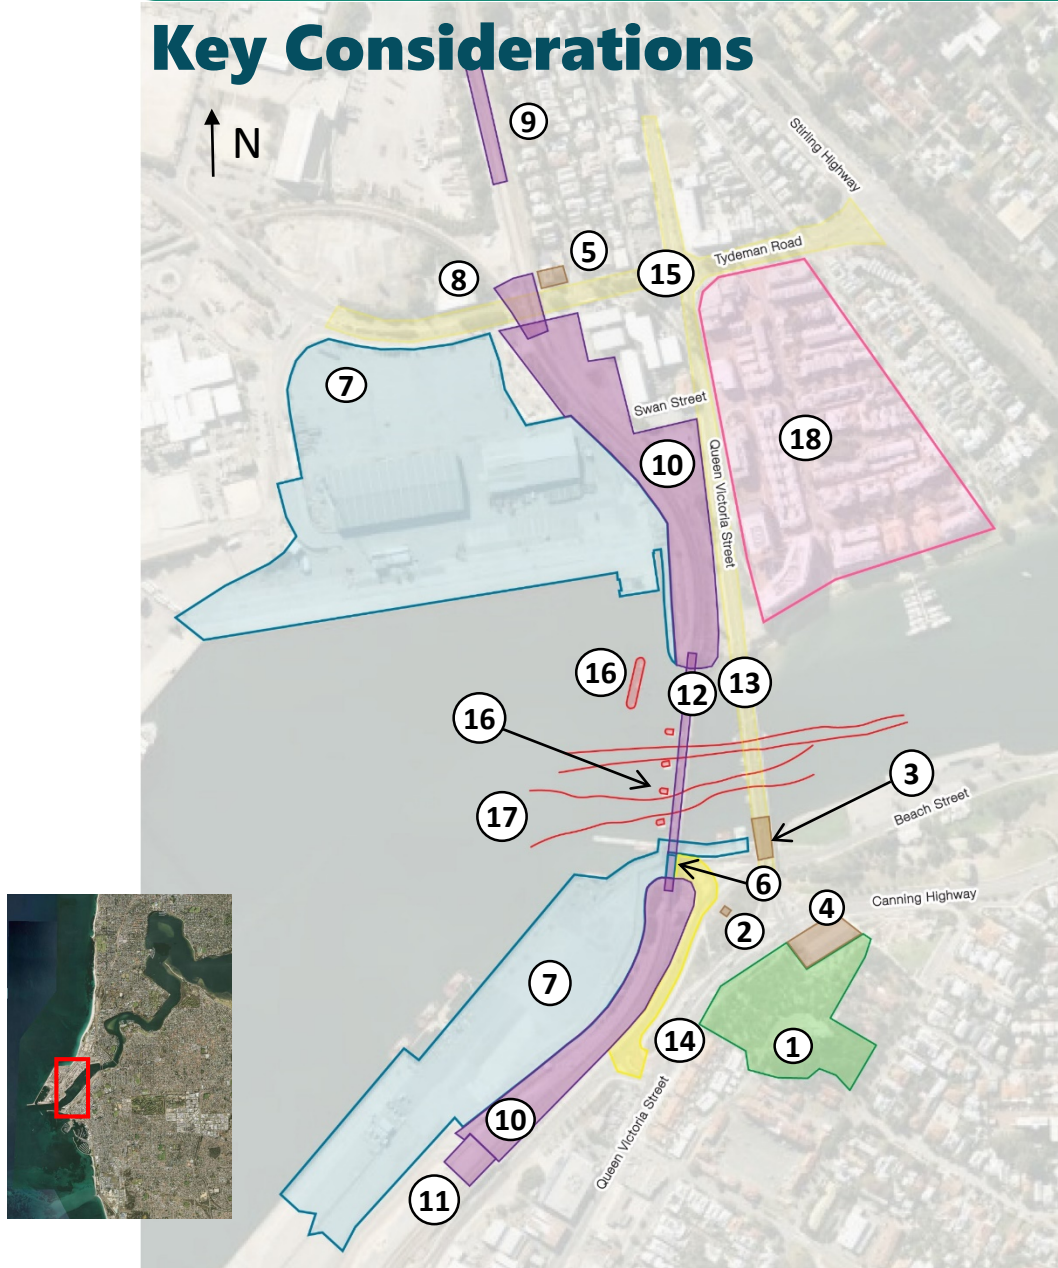 Key Considerations
N
9
Stirling Highway
5
8
15
Tydeman Road
7
Swan Street
18
10
Queen Victoria Street
16
12
13
16
3
17
Beach Street
6
4
Canning Highway
2
7
14
1
Queen Victoria Street
10
11